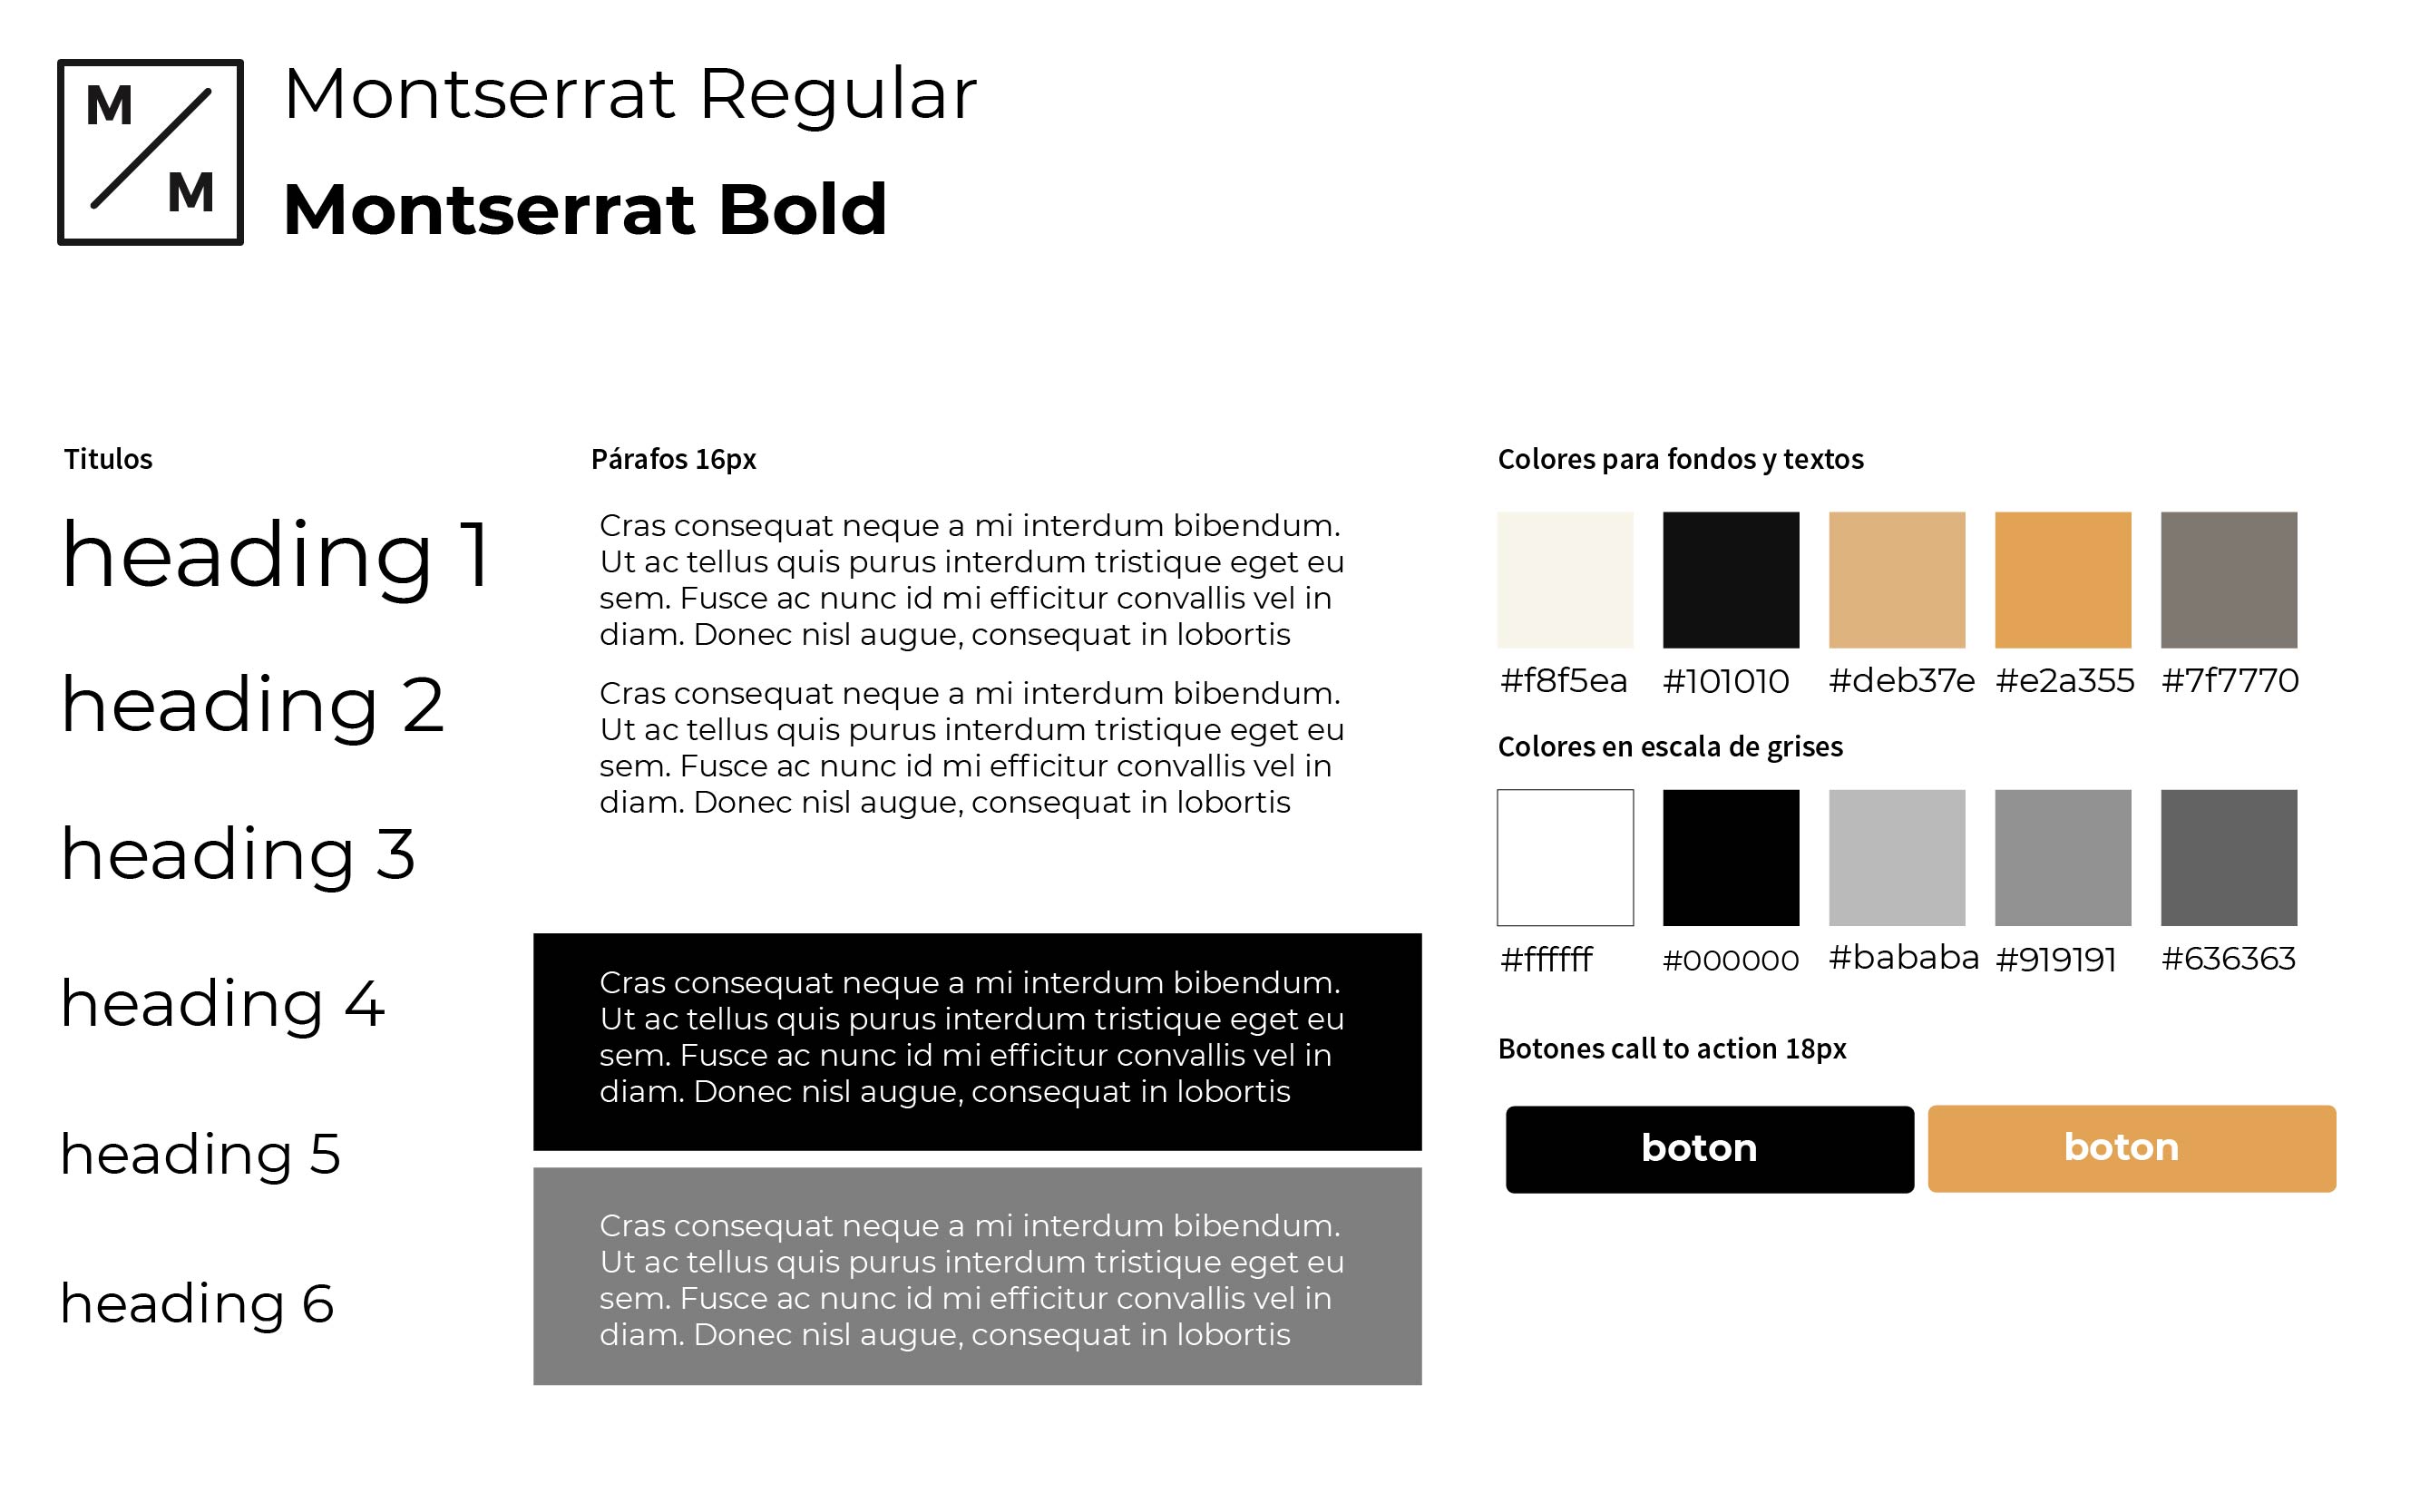 M
M
Montserrat Regular
Montserrat Bold
Titulos
heading 1
heading 2
heading 3
heading 4
heading 5
heading 6
Párafos 16px
Cras consequat neque a mi interdum bibendum.
Ut ac tellus quis purus interdum tristique eget eu
sem. Fusce ac nunc id mi efficitur convallis vel in
diam. Donec nisl augue, consequat in lobortis
Cras consequat neque a mi interdum bibendum.
Ut ac tellus quis purus interdum tristique eget eu
sem. Fusce ac nunc id mi efficitur convallis vel in
diam. Donec nisl augue, consequat in lobortis
Cras consequat neque a mi interdum bibendum.
Ut ac tellus quis purus interdum tristique eget eu
sem. Fusce ac nunc id mi efficitur convallis vel in
diam. Donec nisl augue, consequat in lobortis
Cras consequat neque a mi interdum bibendum.
Ut ac tellus quis purus interdum tristique eget eu
sem. Fusce ac nunc id mi efficitur convallis vel in
diam. Donec nisl augue, consequat in lobortis
Colores para fondos y textos
#f8f5ea #101010 #deb37e #e2a355 #7f7770
Colores en escala de grises
#ffffff #000000 #bababa #919191 #636363
Botones call to action 18px
boton boton